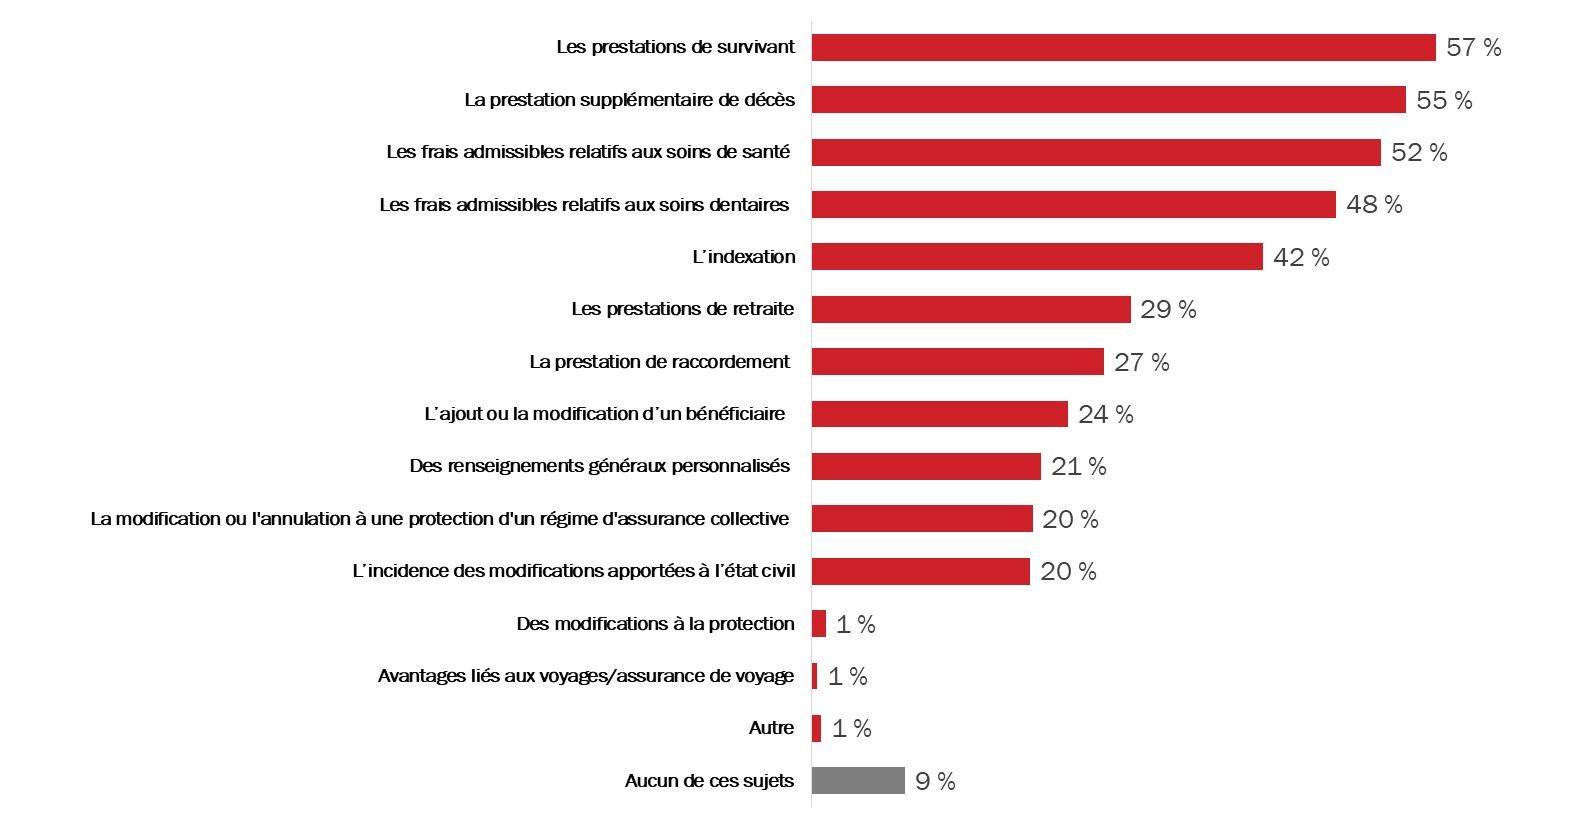 Les prestations de survivant 57 %
La prestation supplémentaire de décès 55 %
Les frais admissibles relatifs aux soins de santé 52 %
Les frais admissibles relatifs aux soins dentaires 48 %
L’indexation 42 %
Les prestations de retraite 29 %
La prestation de raccordement 27 %
L’ajout ou la modification d’un bénéficiaire 24 %
Des renseignements généraux personnalisés 21 %
La modification ou l'annulation à une protection d'un régime d'assurance collective 20 %
L’incidence des modifications apportées à l’état civil 20 %
Des modifications à la protection 1 %
Avantages liés aux voyages/assurance de voyage 1 %
Autre 1 %
Aucun de ces sujets 9 %